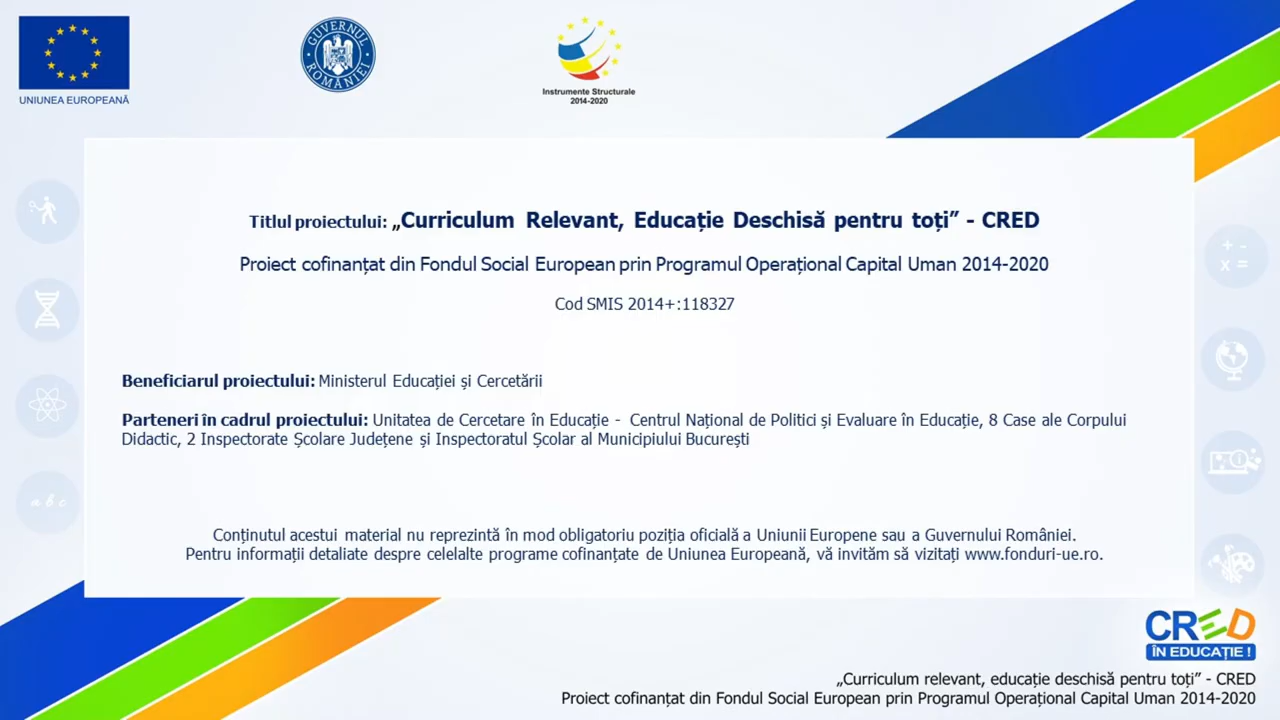 UNIUNEA EUROPEANĂ
GUVERNUL ROMÂNIEI
Instrumente Structurale
2014-2020
Titlul proiectului: „Curriculum Relevant, Educație Deschisă pentru toți” - CRED
Proiect cofinanțat din Fondul Social European prin Programul Operațional Capital Uman 2014-2020
Cod SMIS 2014+:118327
Beneficiarul proiectului: Ministerul Educației și Cercetării
Parteneri în cadrul proiectului: Unitatea de Cercetare în Educație - Centrul Național de Politici și Evaluare în Educație, 8 Case ale Corpului
Didactic, 2 Inspectorate Școlare Județene și Inspectoratul Școlar al Municipiului București
Conținutul acestui material nu reprezintă în mod obligatoriu poziția oficială a Uniunii Europene sau a Guvernului României.
Pentru informații detaliate despre celelalte programe cofinanțate de Uniunea Europeană, vă invităm să vizitați www.fonduri-ue.ro.
+ -
x =
a b c
CRED
ÎN EDUCAȚIE !
„Curriculum relevant, educație deschisă pentru toți” - CRED
Proiect cofinanțat din Fondul Social European prin Programul Operațional Capital Uman 2014-2020